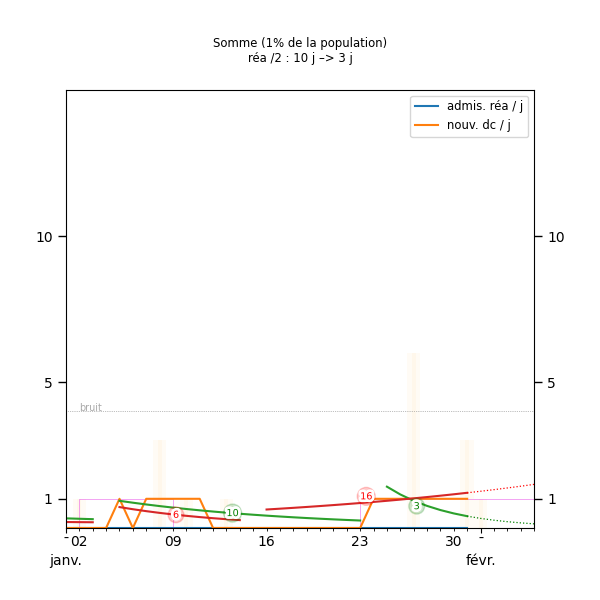 Somme (1% de la population)
réa /2 : 10 j –> 3 j
admis. réa / j
nouv. dc / j
10
10
5
5
bruit
1
1
16
3
6
10
02
09
16
23
30
janv.
févr.